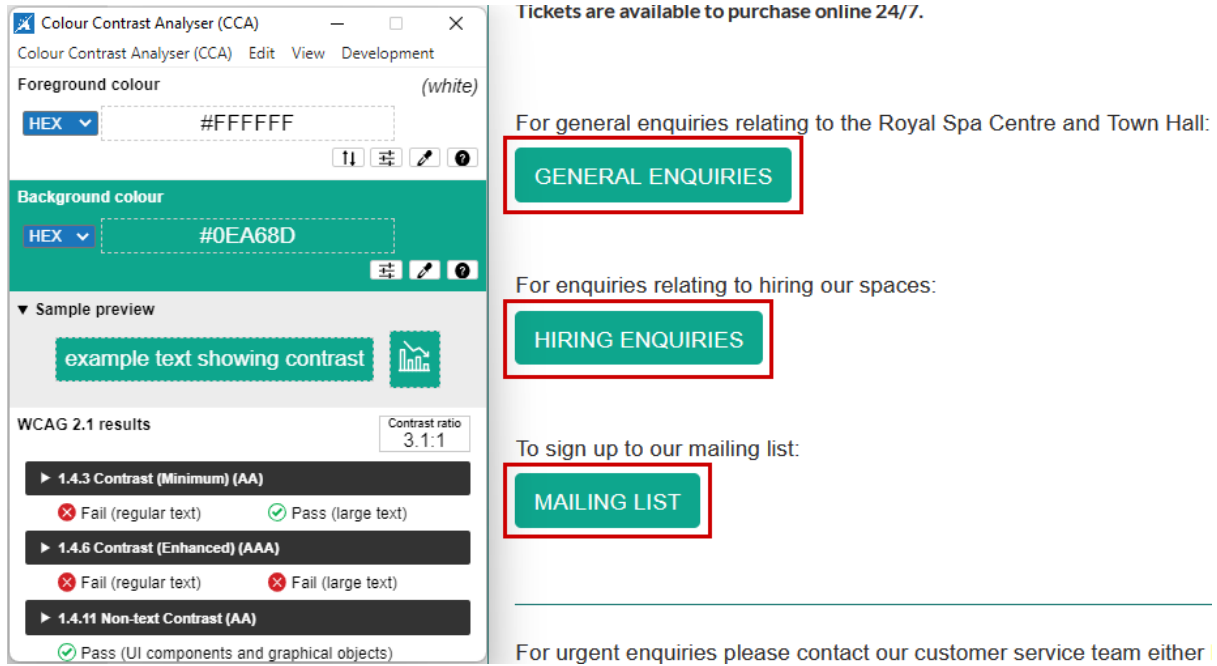 Colour Contrast Analyser (CCA)
Colour Contrast Analyser (CCA) Edit View Development
Foreground colour (white)
HEX #FFFFFF
Background colour
HEX #0EA68D
Sample preview
example text showing contrast
WCAG 2.1 results Contrast ratio
3.1:1
1.4.3 Contrast (Minimum) (AA)
Fail (regular text) Pass (large text)
1.4.6 Contrast (Enhanced) (AAA)
Fail (regular text) Fail (large text)
1.4.11 Non-text Contrast (AA)
Pass (UI components and graphical objects)
Tickets are available to purchase online 24/7.
For general enquiries relating to the Royal Spa Centre and Town Hall:
GENERAL ENQUIRIES
For enquiries relating to hiring our spaces:
HIRING ENQUIRIES
To sign up to our mailing list:
MAILING LIST
For urgent enquiries please contact our customer service team either